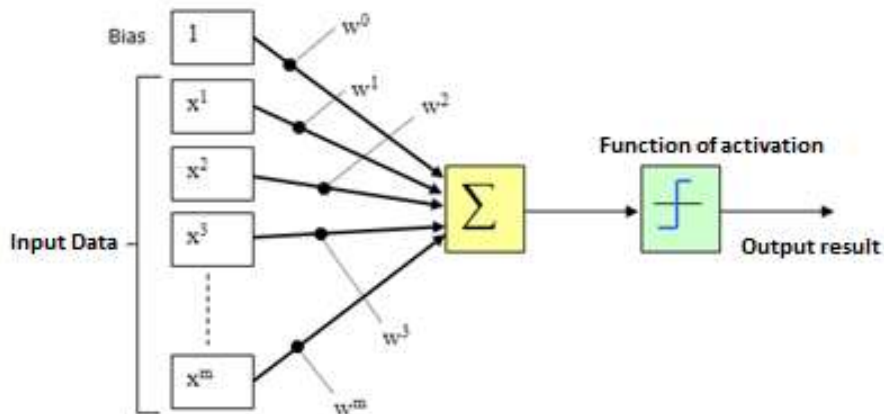 Bias
1
w⁰
x¹
w¹
w²
x²
Function of activation
Σ
Input Data
x³
Output result
w³
xᵐ
wᵐ